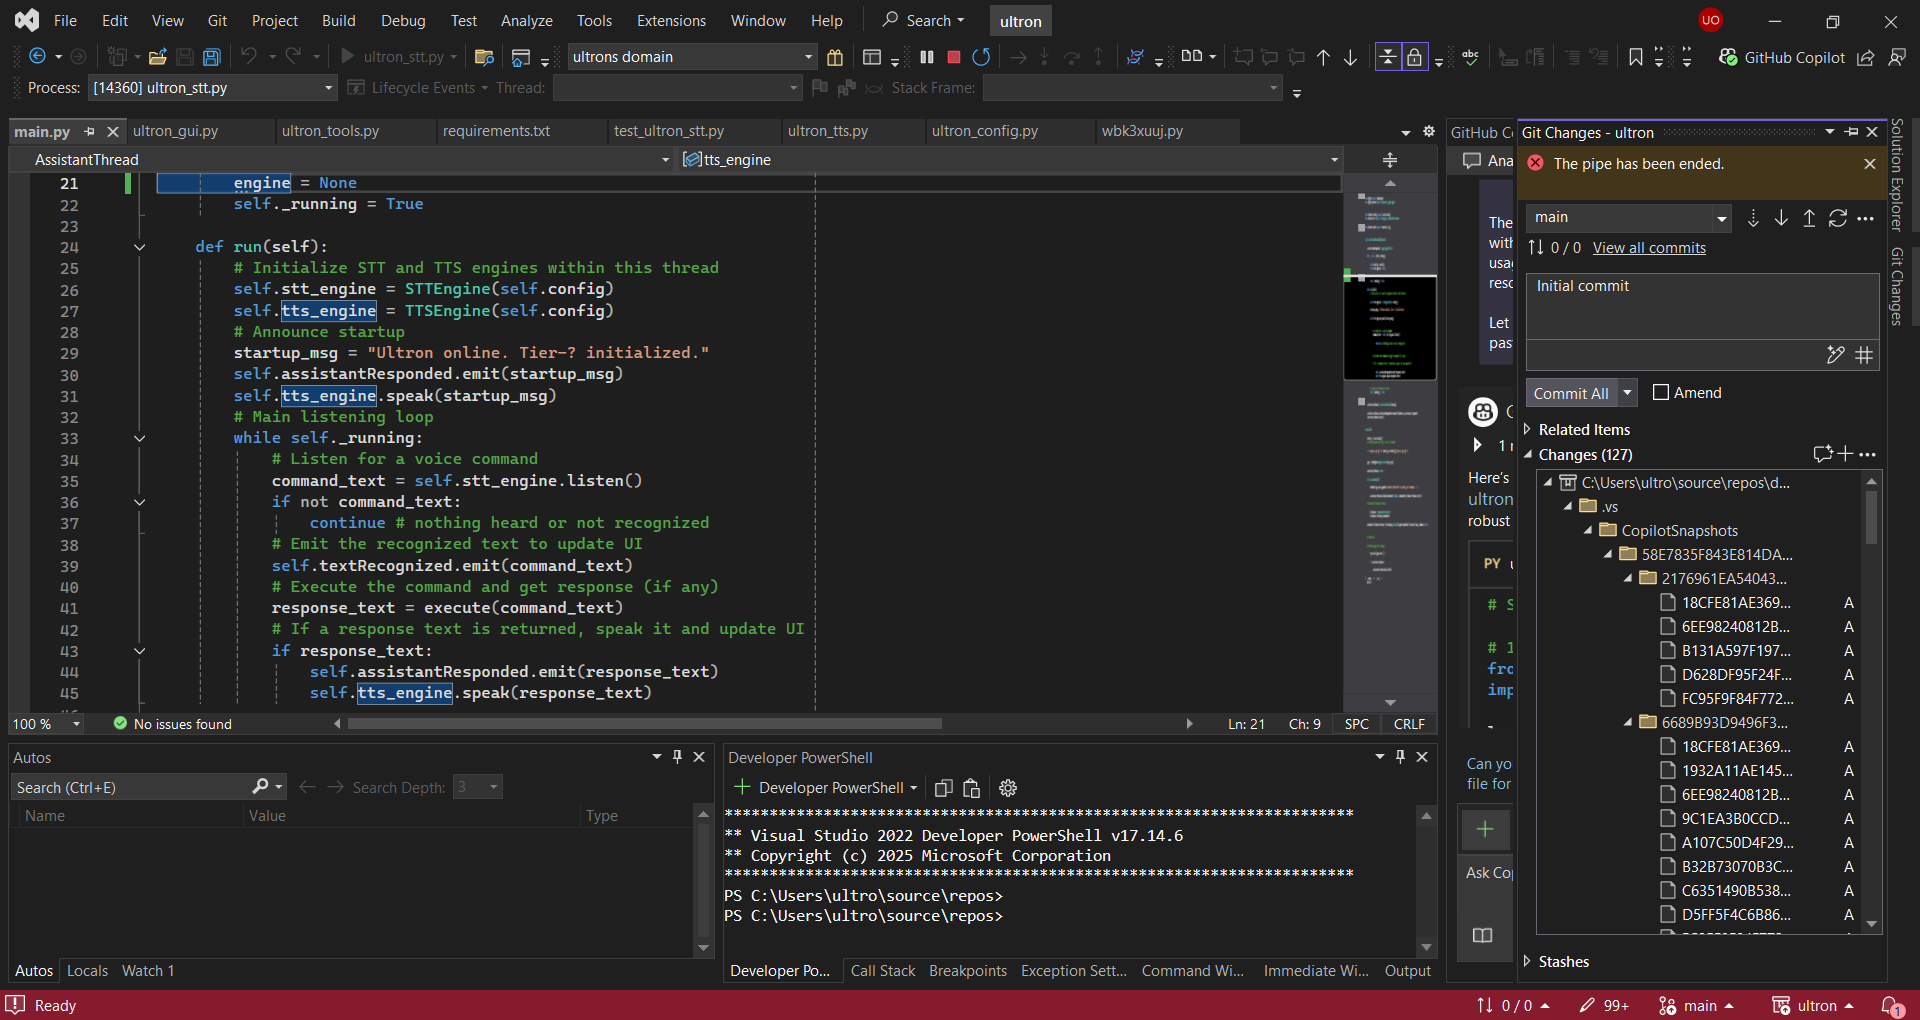 File Edit View Git Project Build Debug Test Analyze Tools Extensions Window Help Search ultron UO
ultron_stt.py ultrons domain GitHub Copilot
Process: [14360] ultron_stt.py Lifecycle Events Thread: Stack Frame:
main.py ultron_gui.py ultron_tools.py requirements.txt test_ultron_stt.py ultron_tts.py ultron_config.py wbk3xuuj.py
AssistantThread tts_engine
21 engine = None
22 self._running = True
23
24 def run(self):
25 # Initialize STT and TTS engines within this thread
26 self.stt_engine = STTEngine(self.config)
27 self.tts_engine = TTSEngine(self.config)
28 # Announce startup
29 startup_msg = "Ultron online. Tier-? initialized."
30 self.assistantResponded.emit(startup_msg)
31 self.tts_engine.speak(startup_msg)
32 # Main listening loop
33 while self._running:
34 # Listen for a voice command
35 command_text = self.stt_engine.listen()
36 if not command_text:
37 continue # nothing heard or not recognized
38 # Emit the recognized text to update UI
39 self.textRecognized.emit(command_text)
40 # Execute the command and get response (if any)
41 response_text = execute(command_text)
42 # If a response text is returned, speak it and update UI
43 if response_text:
44 self.assistantResponded.emit(response_text)
45 self.tts_engine.speak(response_text)
100 % No issues found Ln: 21 Ch: 9 SPC CRLF
Autos
Search (Ctrl+E) Search Depth: 3
Name Value Type
Autos Locals Watch 1
Developer PowerShell
Developer PowerShell
**********************************************************************
** Visual Studio 2022 Developer PowerShell v17.14.6
** Copyright (c) 2025 Microsoft Corporation
**********************************************************************
PS C:\Users\ultro\source\repos>
PS C:\Users\ultro\source\repos>
Developer Po... Call Stack Breakpoints Exception Sett... Command Wi... Immediate Wi... Output
GitHub Co
Ana
The
with
usag
reso
Let
past
1
Here's
ultron
robust
PY
# S
# 1
fro
imp
-
Can yo
file for
Ask Cop
Git Changes - ultron
The pipe has been ended.
main
0 / 0 View all commits
Initial commit
Commit All Amend
Related Items
Changes (127)
C:\Users\ultro\source\repos\d...
.vs
CopilotSnapshots
58E7835F843E814DA...
2176961EA54043...
18CFE81AE369... A
6EE98240812B... A
B131A597F197... A
D628DF95F24F... A
FC95F9F84F772... A
6689B93D9496F3...
18CFE81AE369... A
1932A11AE145... A
6EE98240812B... A
9C1EA3B0CCD... A
A107C50D4F29... A
B32B73070B3C... A
C6351490B538... A
D5FF5F4C6B86... A
Stashes
Solution Explorer
Git Changes
Ready 0 / 0 99+ main ultron 1